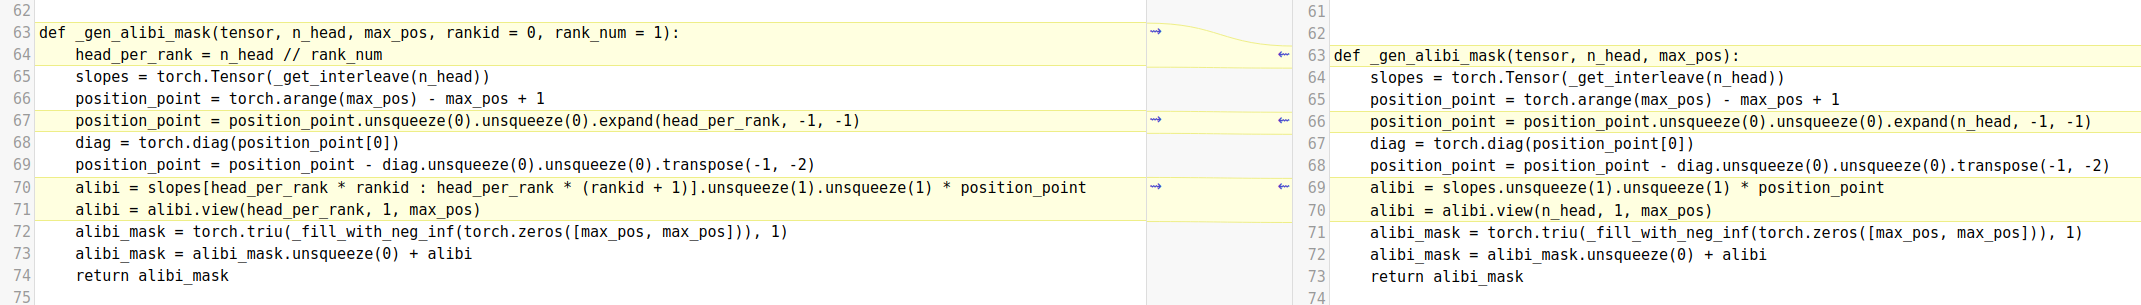 62
63 def _gen_alibi_mask(tensor, n_head, max_pos, rankid = 0, rank_num = 1):
64     head_per_rank = n_head // rank_num
65     slopes = torch.Tensor(_get_interleave(n_head))
66     position_point = torch.arange(max_pos) - max_pos + 1
67     position_point = position_point.unsqueeze(0).unsqueeze(0).expand(head_per_rank, -1, -1)
68     diag = torch.diag(position_point[0])
69     position_point = position_point - diag.unsqueeze(0).unsqueeze(0).transpose(-1, -2)
70     alibi = slopes[head_per_rank * rankid : head_per_rank * (rankid + 1)].unsqueeze(1).unsqueeze(1) * position_point
71     alibi = alibi.view(head_per_rank, 1, max_pos)
72     alibi_mask = torch.triu(_fill_with_neg_inf(torch.zeros([max_pos, max_pos])), 1)
73     alibi_mask = alibi_mask.unsqueeze(0) + alibi
74     return alibi_mask
75
61
62
63 def _gen_alibi_mask(tensor, n_head, max_pos):
64     slopes = torch.Tensor(_get_interleave(n_head))
65     position_point = torch.arange(max_pos) - max_pos + 1
66     position_point = position_point.unsqueeze(0).unsqueeze(0).expand(n_head, -1, -1)
67     diag = torch.diag(position_point[0])
68     position_point = position_point - diag.unsqueeze(0).unsqueeze(0).transpose(-1, -2)
69     alibi = slopes.unsqueeze(1).unsqueeze(1) * position_point
70     alibi = alibi.view(n_head, 1, max_pos)
71     alibi_mask = torch.triu(_fill_with_neg_inf(torch.zeros([max_pos, max_pos])), 1)
72     alibi_mask = alibi_mask.unsqueeze(0) + alibi
73     return alibi_mask
74